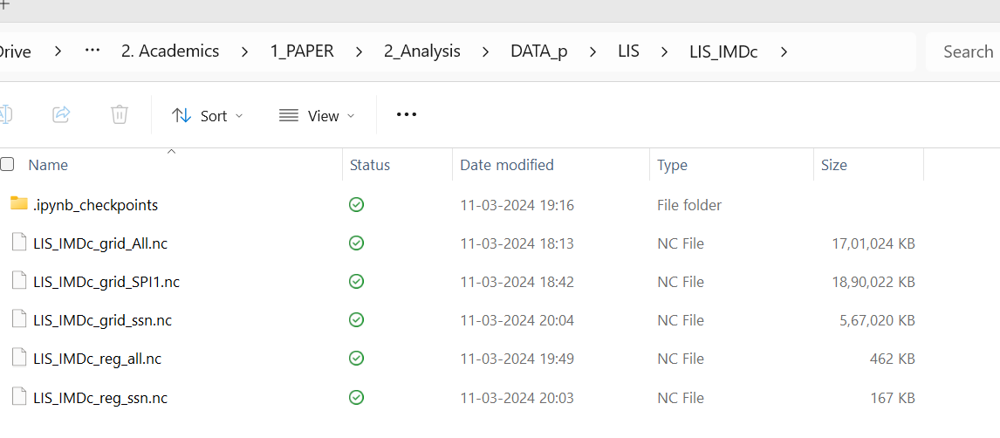 Drive > ... 2. Academics > 1_PAPER > 2_Analysis > DATA_p > LIS > LIS_IMDc > Search
Sort View ...
Name Status Date modified Type Size
.ipynb_checkpoints 11-03-2024 19:16 File folder
LIS_IMDc_grid_All.nc 11-03-2024 18:13 NC File 17,01,024 KB
LIS_IMDc_grid_SPI1.nc 11-03-2024 18:42 NC File 18,90,022 KB
LIS_IMDc_grid_ssn.nc 11-03-2024 20:04 NC File 5,67,020 KB
LIS_IMDc_reg_all.nc 11-03-2024 19:49 NC File 462 KB
LIS_IMDc_reg_ssn.nc 11-03-2024 20:03 NC File 167 KB